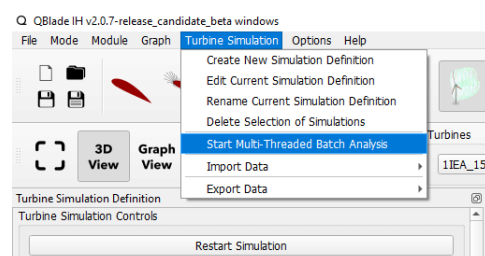 QBlade IH v2.0.7-release_candidate_beta windows
File Mode Module Graph Turbine Simulation Options Help
Create New Simulation Definition
Edit Current Simulation Definition
Rename Current Simulation Definition
Delete Selection of Simulations
Start Multi-Threaded Batch Analysis
Import Data
Export Data
3D View
Graph View
Turbines
1IEA_15
Turbine Simulation Definition
Turbine Simulation Controls
Restart Simulation